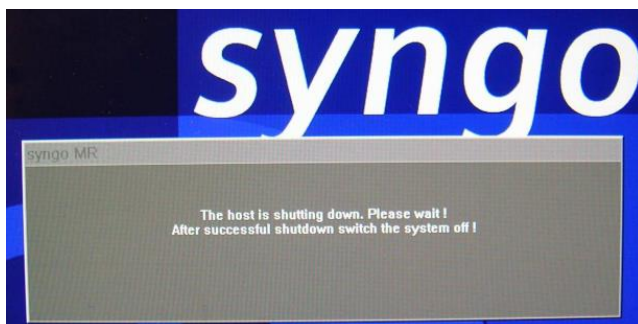 syngo
syngo MR
The host is shutting down. Please wait !
After successful shutdown switch the system off !